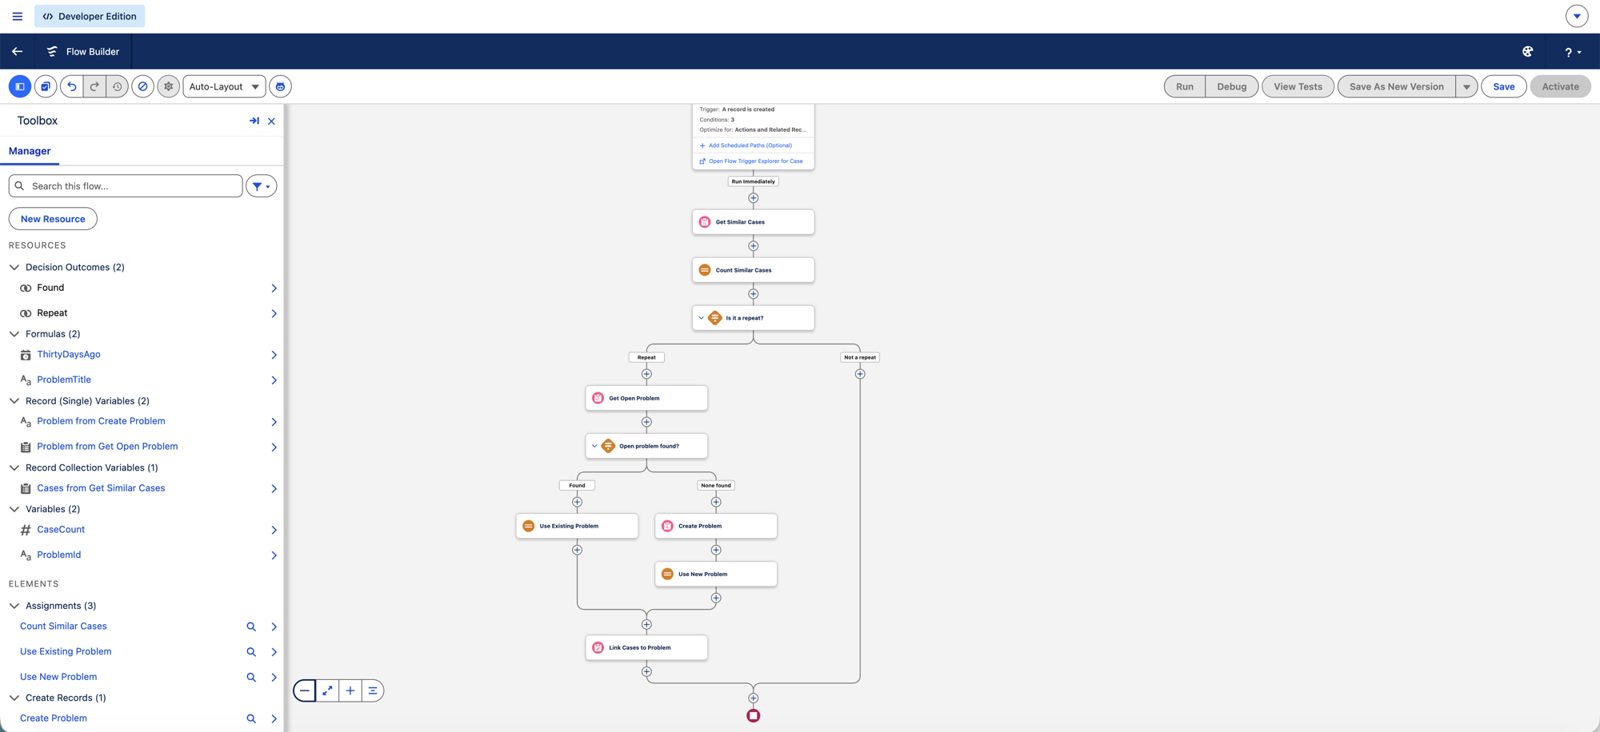 Developer Edition
Flow Builder
?
Auto-Layout
Run
Debug
View Tests
Save As New Version
Save
Activate
Toolbox
Manager
Search this flow...
New Resource
RESOURCES
Decision Outcomes (2)
Found
Repeat
Formulas (2)
ThirtyDaysAgo
ProblemTitle
Record (Single) Variables (2)
Problem from Create Problem
Problem from Get Open Problem
Record Collection Variables (1)
Cases from Get Similar Cases
Variables (2)
CaseCount
ProblemId
ELEMENTS
Assignments (3)
Count Similar Cases
Use Existing Problem
Use New Problem
Create Records (1)
Create Problem
Trigger: A record is created
Conditions: 3
Optimize for: Actions and Related Rec...
Add Scheduled Paths (Optional)
Open Flow Trigger Explorer for Case
Run Immediately
Get Similar Cases
Count Similar Cases
Is it a repeat?
Repeat
Not a repeat
Get Open Problem
Open problem found?
Found
None found
Use Existing Problem
Create Problem
Use New Problem
Link Cases to Problem